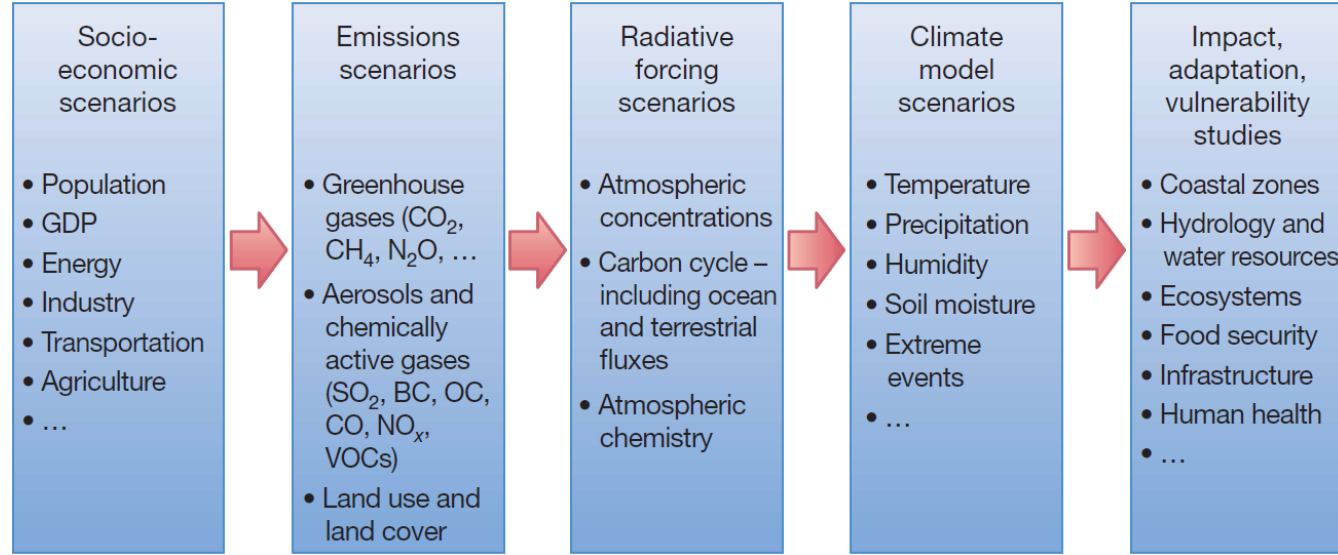 Socio-
economic
scenarios
• Population
• GDP
• Energy
• Industry
• Transportation
• Agriculture
• …
Emissions
scenarios
• Greenhouse
gases (CO₂,
CH₄, N₂O, …
• Aerosols and
chemically
active gases
(SO₂, BC, OC,
CO, NOₓ,
VOCs)
• Land use and
land cover
Radiative
forcing
scenarios
• Atmospheric
concentrations
• Carbon cycle –
including ocean
and terrestrial
fluxes
• Atmospheric
chemistry
Climate
model
scenarios
• Temperature
• Precipitation
• Humidity
• Soil moisture
• Extreme
events
• …
Impact,
adaptation,
vulnerability
studies
• Coastal zones
• Hydrology and
water resources
• Ecosystems
• Food security
• Infrastructure
• Human health
• …